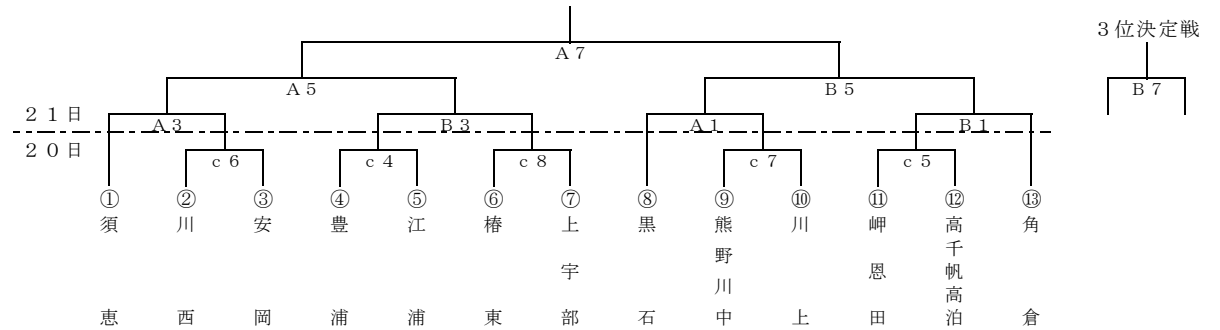 A7
3位決定戦
A5
B5
B7
21日
A3
B3
A1
B1
20日
c6
c4
c8
c7
c5
① ② ③ ④ ⑤ ⑥ ⑦ ⑧ ⑨ ⑩ ⑪ ⑫ ⑬
須恵
川西
安岡
豊浦
江浦
椿東
上宇部
黒石
熊野川中
川上
岬恩田
高千帆高泊
角倉